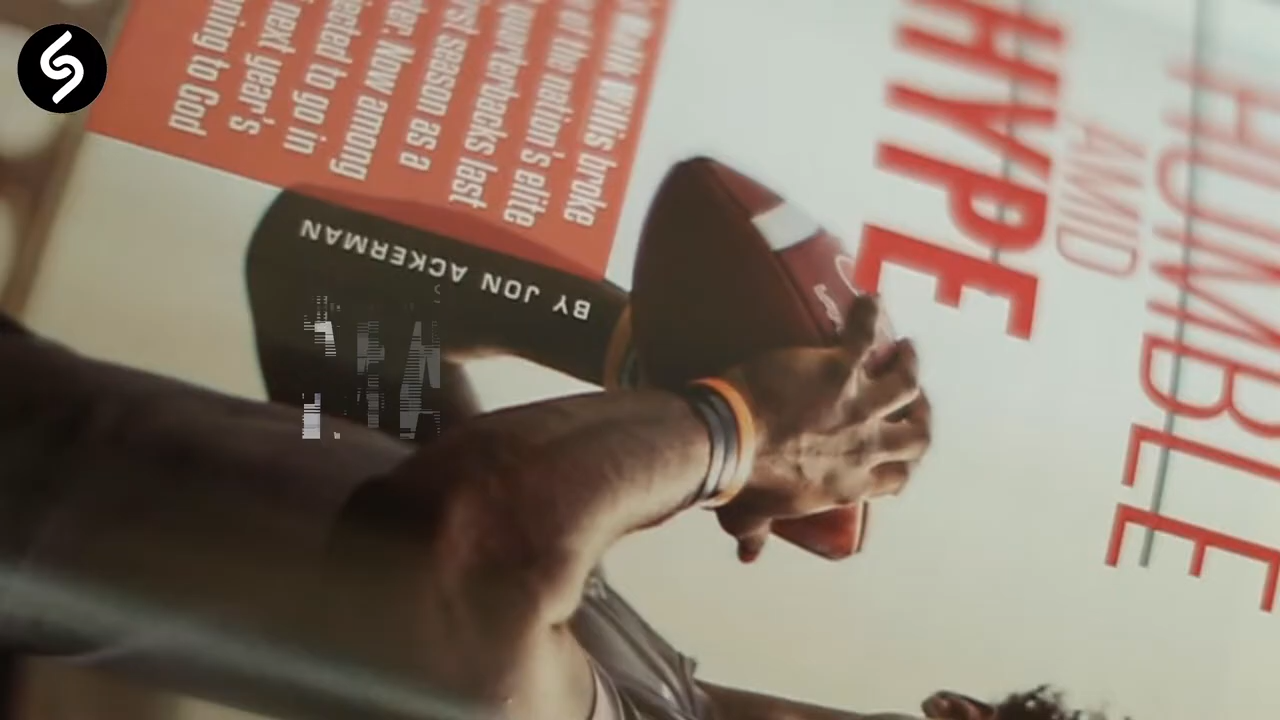 HUMBLE
AMID
HYPE
Malik Willis broke
of the nation's elite
quarterbacks last
season as a
Now among
to go in
next year's
to God
BY JON ACKERMAN